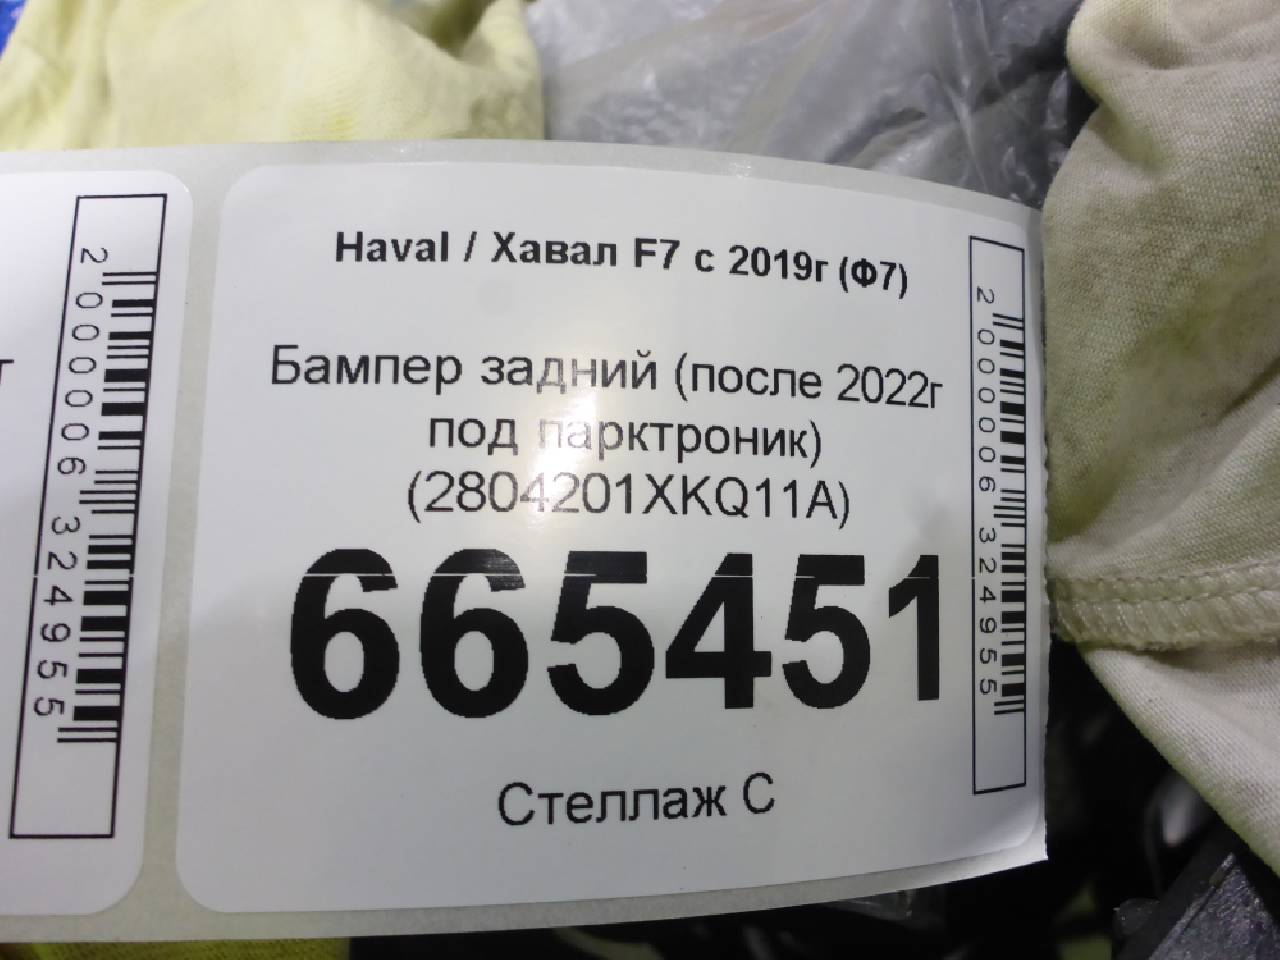 2000006324955
Haval / Хавал F7 с 2019г (Ф7)
Бампер задний (после 2022г
под парктроник)
(2804201XKQ11A)
665451
Стеллаж С
2000006324955